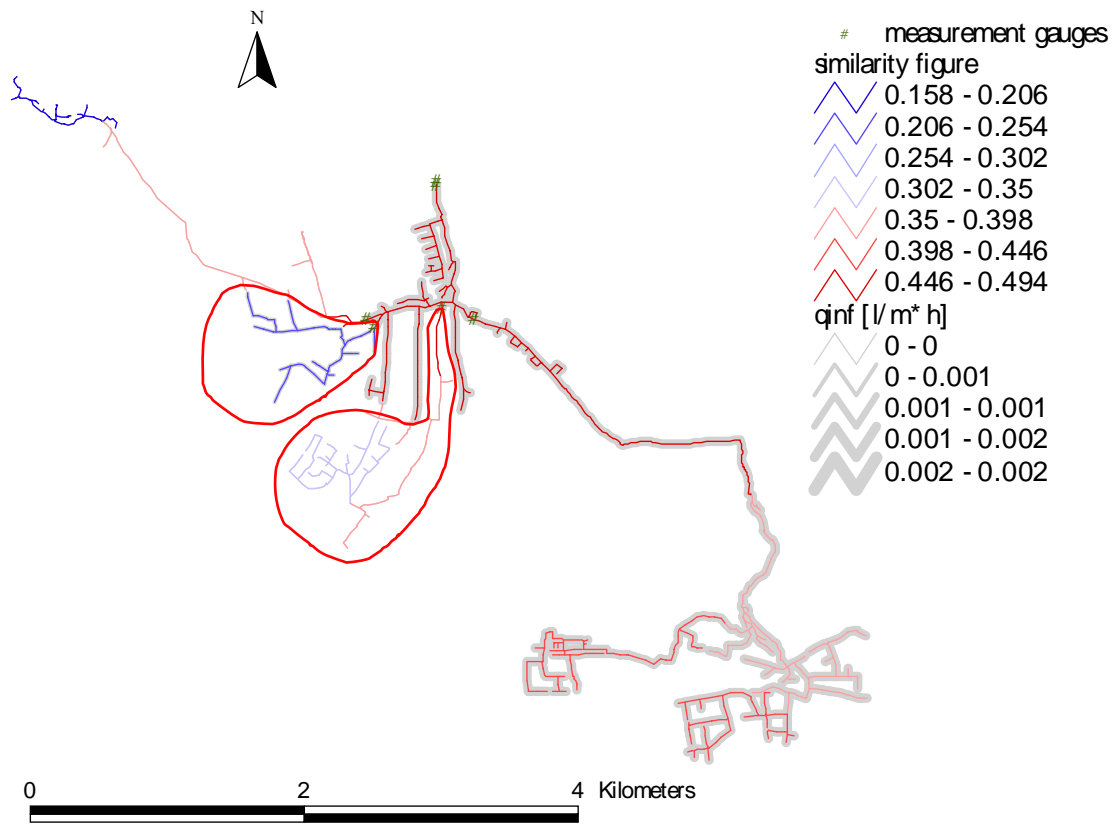 N
# measurement gauges
similarity figure
0.158 - 0.206
0.206 - 0.254
0.254 - 0.302
0.302 - 0.35
0.35 - 0.398
0.398 - 0.446
0.446 - 0.494
qinf [l/m*h]
0 - 0
0 - 0.001
0.001 - 0.001
0.001 - 0.002
0.002 - 0.002
0 2 4 Kilometers